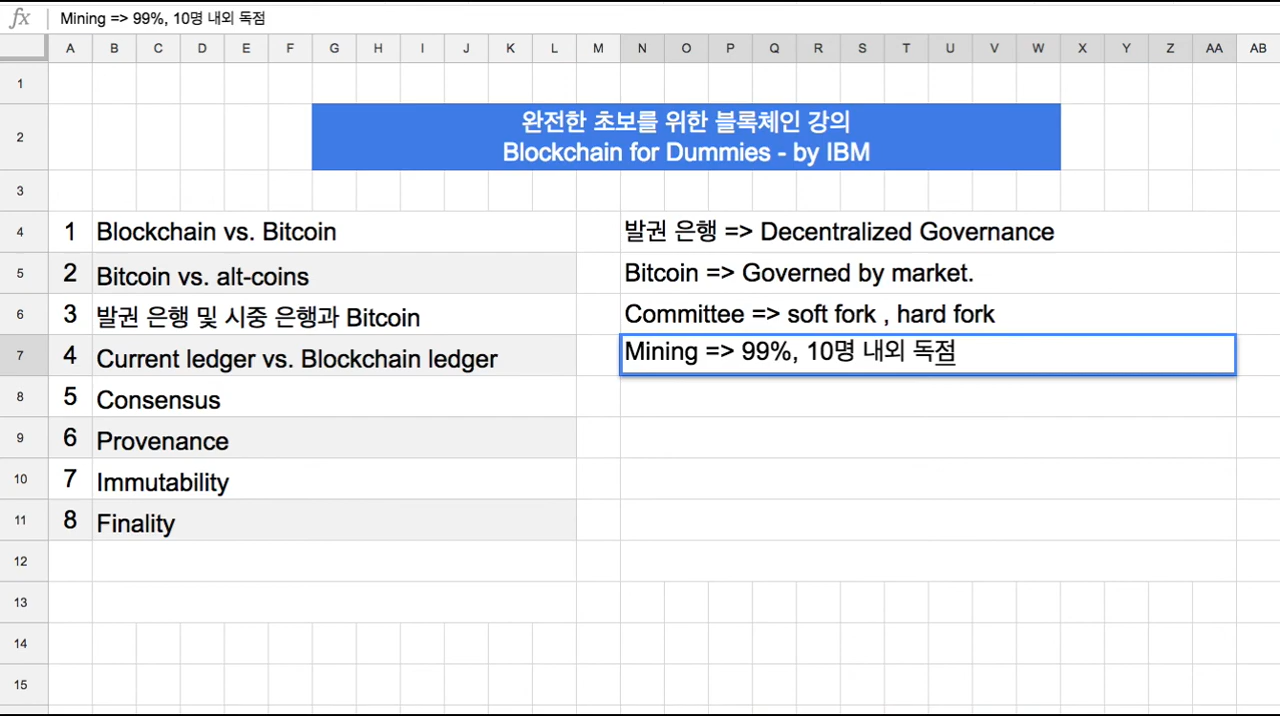 fx Mining => 99%, 10명 내외 독점
A B C D E F G H I J K L M N O P Q R S T U V W X Y Z AA AB
1
2
완전한 초보를 위한 블록체인 강의
Blockchain for Dummies - by IBM
3
4 1 Blockchain vs. Bitcoin 발권 은행 => Decentralized Governance
5 2 Bitcoin vs. alt-coins Bitcoin => Governed by market.
6 3 발권 은행 및 시중 은행과 Bitcoin Committee => soft fork , hard fork
7 4 Current ledger vs. Blockchain ledger Mining => 99%, 10명 내외 독점
8 5 Consensus
9 6 Provenance
10 7 Immutability
11 8 Finality
12
13
14
15